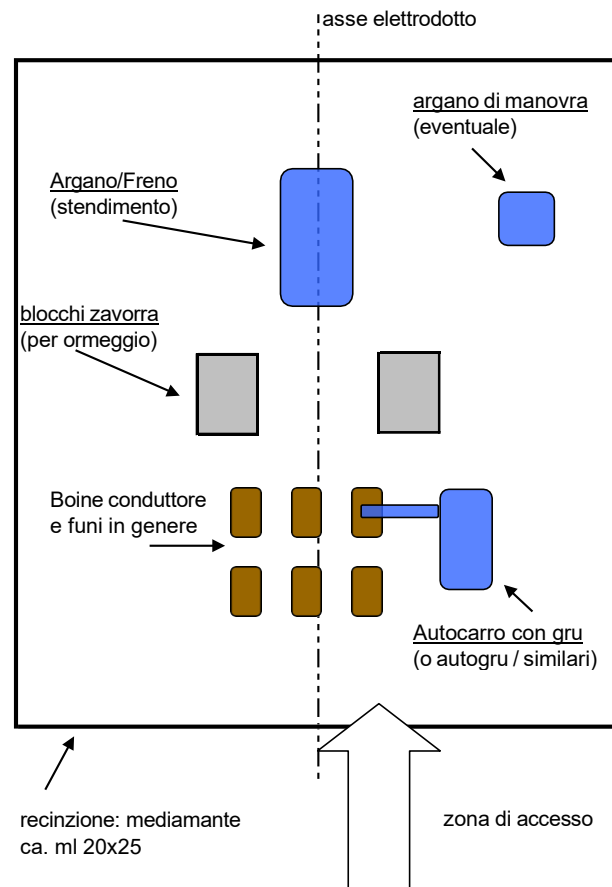 asse elettrodotto
argano di manovra
(eventuale)
Argano/Freno
(stendimento)
blocchi zavorra
(per ormeggio)
Boine conduttore
e funi in genere
Autocarro con gru
(o autogru / similari)
recinzione: mediamante
ca. ml 20x25
zona di accesso